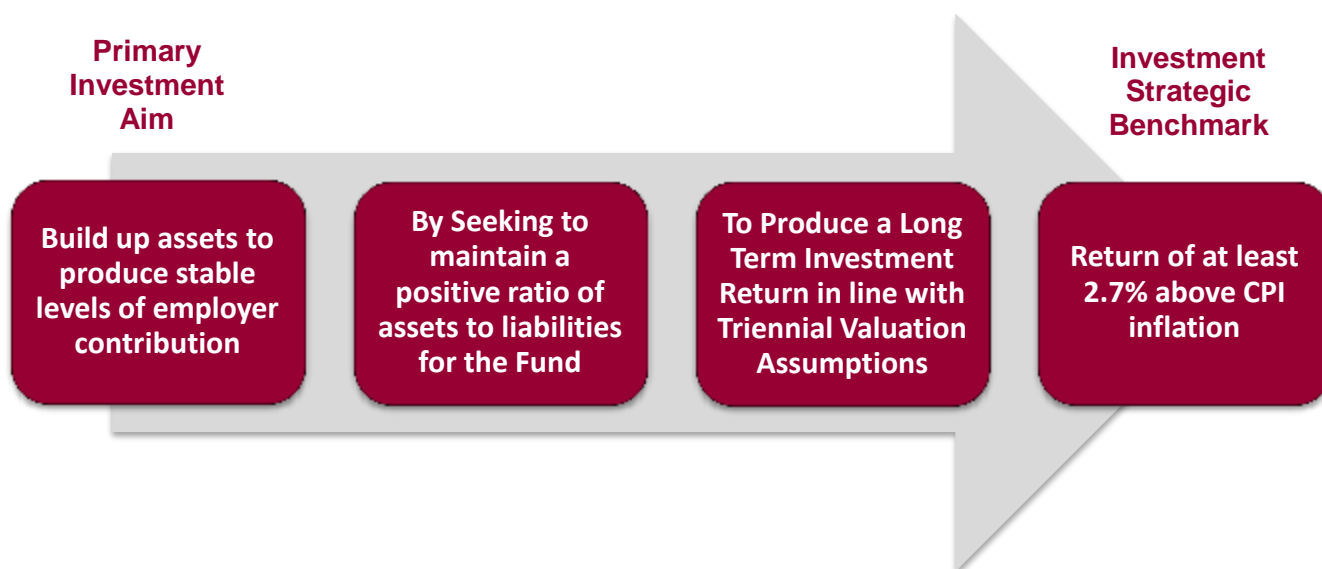 Primary
Investment
Aim
Investment
Strategic
Benchmark
Build up assets to
produce stable
levels of employer
contribution
By Seeking to
maintain a
positive ratio of
assets to liabilities
for the Fund
To Produce a Long
Term Investment
Return in line with
Triennial Valuation
Assumptions
Return of at least
2.7% above CPI
inflation